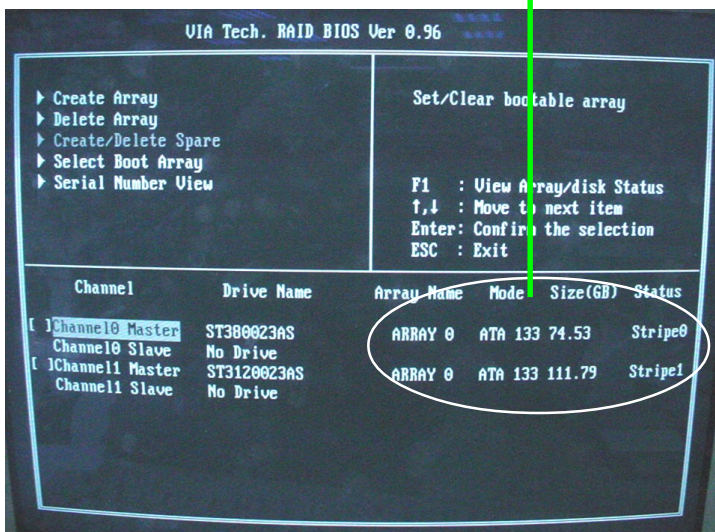 VIA Tech. RAID BIOS Ver 0.96
Create Array
Delete Array
Create/Delete Spare
Select Boot Array
Serial Number View
Set/Clear bootable array
F1 : View Array/disk Status
↑,↓ : Move to next item
Enter: Confirm the selection
ESC : Exit
Channel Drive Name Array Name Mode Size(GB) Status
[ ]Channel0 Master ST380023AS ARRAY 0 ATA 133 74.53 Stripe0
Channel0 Slave No Drive
[ ]Channel1 Master ST3120023AS ARRAY 0 ATA 133 111.79 Stripe1
Channel1 Slave No Drive